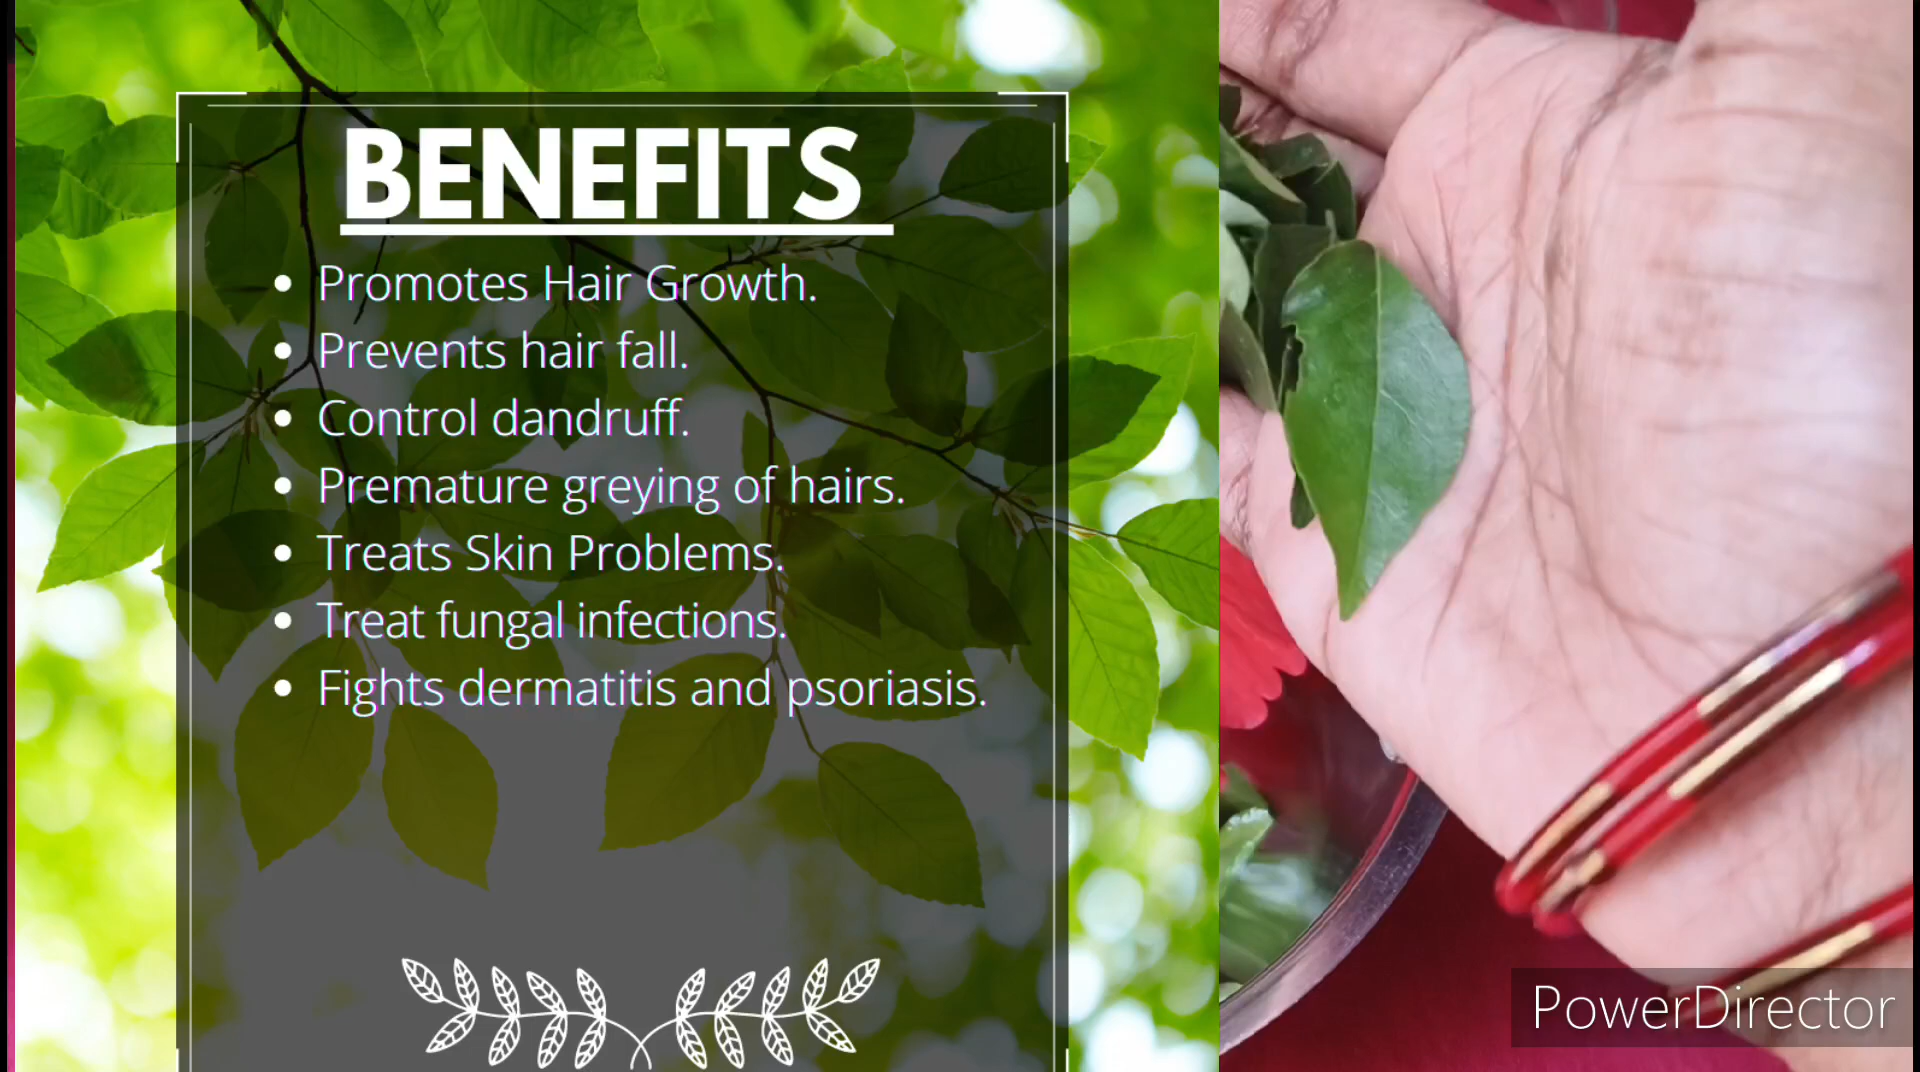 BENEFITS
Promotes Hair Growth.
Prevents hair fall.
Control dandruff.
Premature greying of hairs.
Treats Skin Problems.
Treat fungal infections.
Fights dermatitis and psoriasis.
PowerDirector